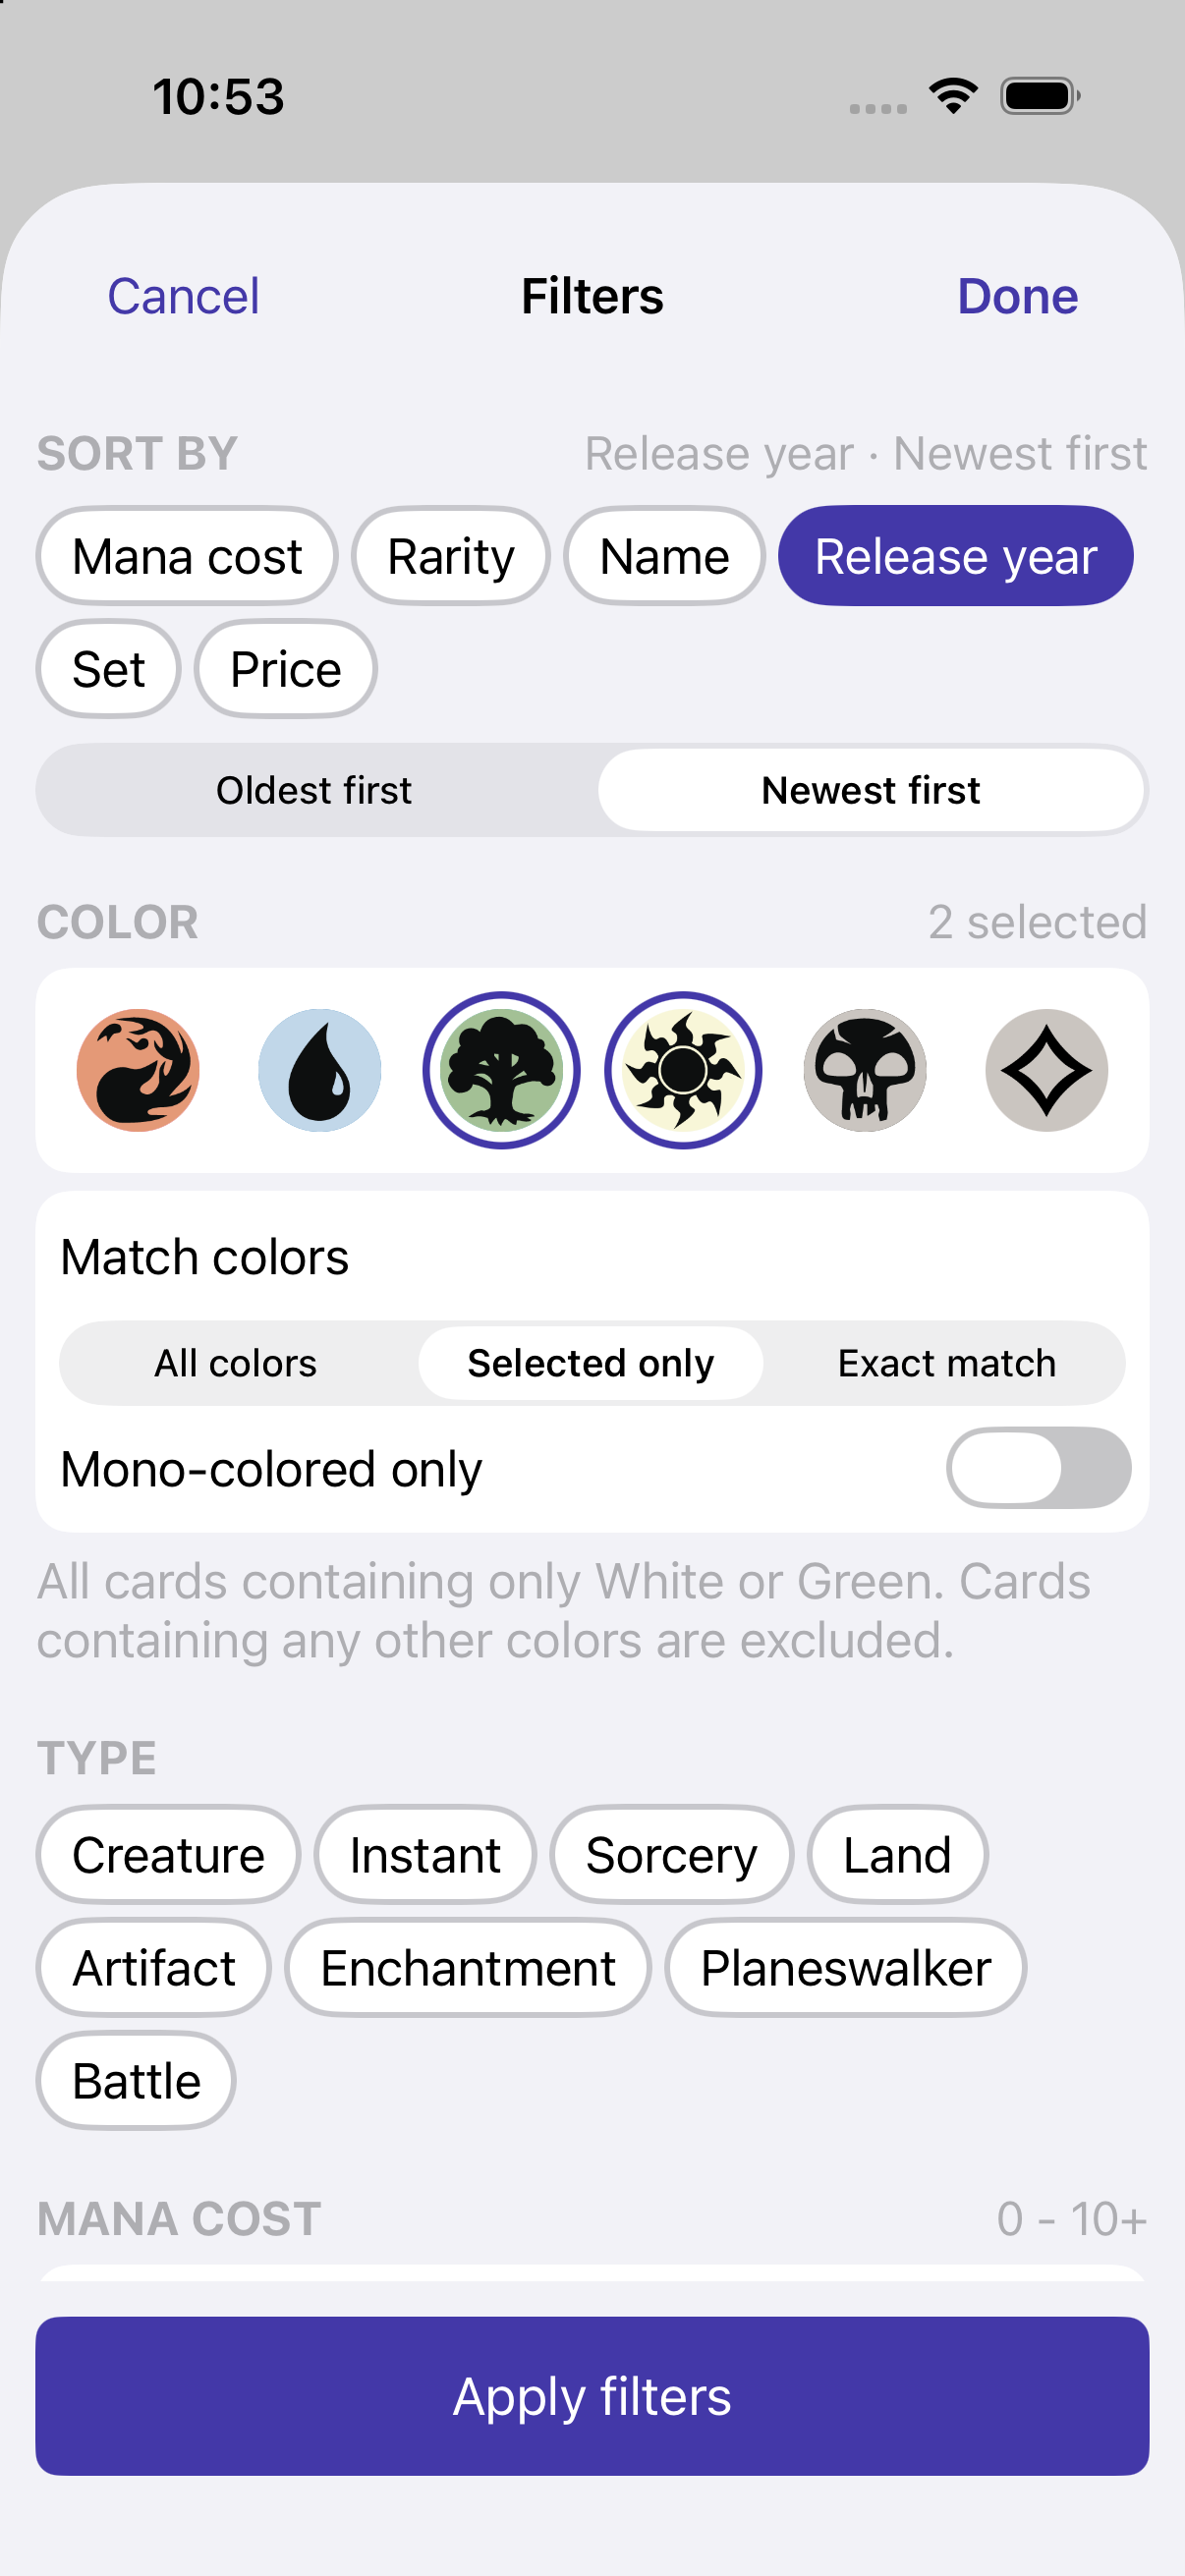 10:53
Cancel Filters Done
SORT BY Release year · Newest first
Mana cost Rarity Name Release year
Set Price
Oldest first Newest first
COLOR 2 selected
Match colors
All colors Selected only Exact match
Mono-colored only
All cards containing only White or Green. Cards
containing any other colors are excluded.
TYPE
Creature Instant Sorcery Land
Artifact Enchantment Planeswalker
Battle
MANA COST 0 - 10+
Apply filters